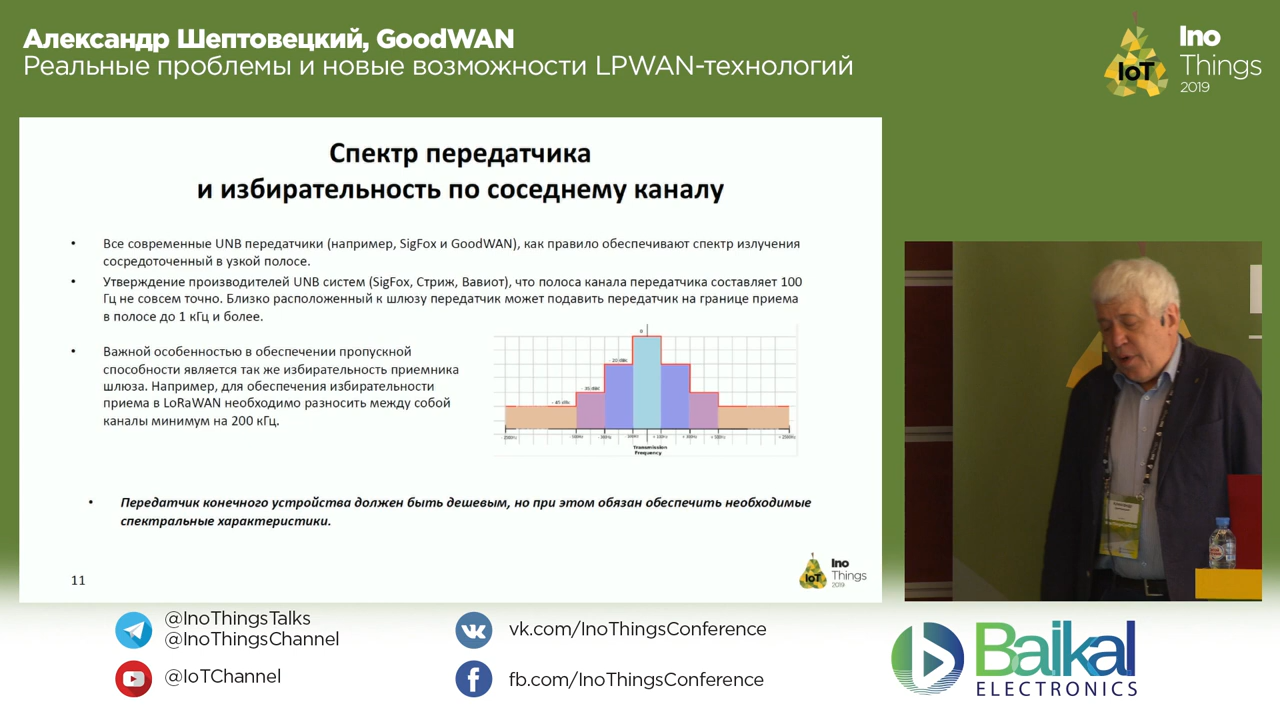 Александр Шептовецкий, GoodWAN
Реальные проблемы и новые возможности LPWAN-технологий
IoT
Ino
Things
2019
Спектр передатчика
и избирательность по соседнему каналу
• Все современные UNB передатчики (например, SigFox и GoodWAN), как правило обеспечивают спектр излучения
сосредоточенный в узкой полосе.
• Утверждение производителей UNB систем (SigFox, Стриж, Вавиот), что полоса канала передатчика составляет 100
Гц не совсем точно. Близко расположенный к шлюзу передатчик может подавить передатчик на границе приема
в полосе до 1 кГц и более.
• Важной особенностью в обеспечении пропускной
способности является так же избирательность приемника
шлюза. Например, для обеспечения избирательности
приема в LoRaWAN необходимо разносить между собой
каналы минимум на 200 кГц.
0
Transmission
Frequency
• Передатчик конечного устройства должен быть дешевым, но при этом обязан обеспечить необходимые
спектральные характеристики.
11
IoT
Ino
Things
2019
@InoThingsTalks
@InoThingsChannel
@IoTChannel
vk.com/InoThingsConference
fb.com/InoThingsConference
Baikal
ELECTRONICS